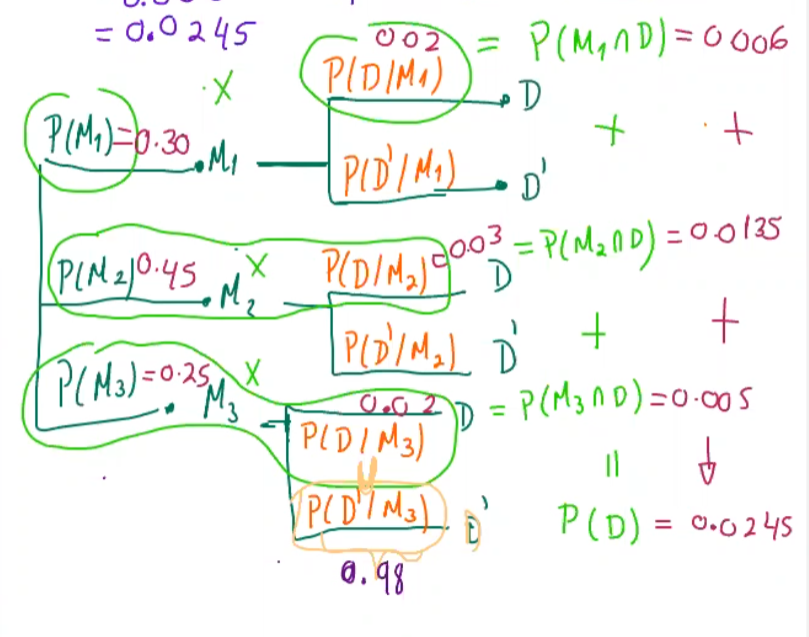 = 0.0245
0.02 = P(M₁∩D) = 0.006
X P(D/M₁) D
P(M₁)=0.30 M₁ + +
P(D'/M₁) D'
P(M₂) 0.45 X M₂ P(D/M₂)=0.03 D = P(M₂∩D) = 0.0135
P(D'/M₂) D' + +
P(M₃)=0.25 X M₃ 0.02 D = P(M₃∩D) = 0.005
P(D/M₃) =
P(D'/M₃) D' P(D) = 0.0245
0.98